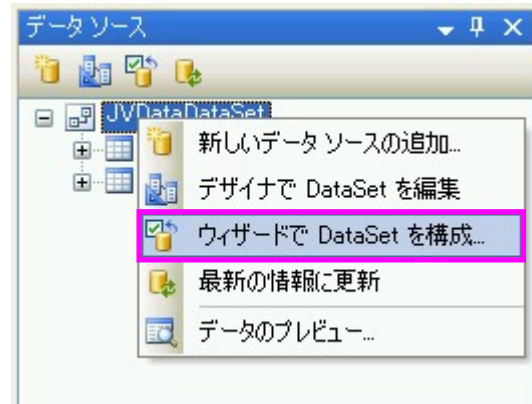 データ ソース
JVDataDataSet
新しいデータ ソースの追加...
デザイナで DataSet を編集
ウィザードで DataSet を構成...
最新の情報に更新
データのプレビュー...